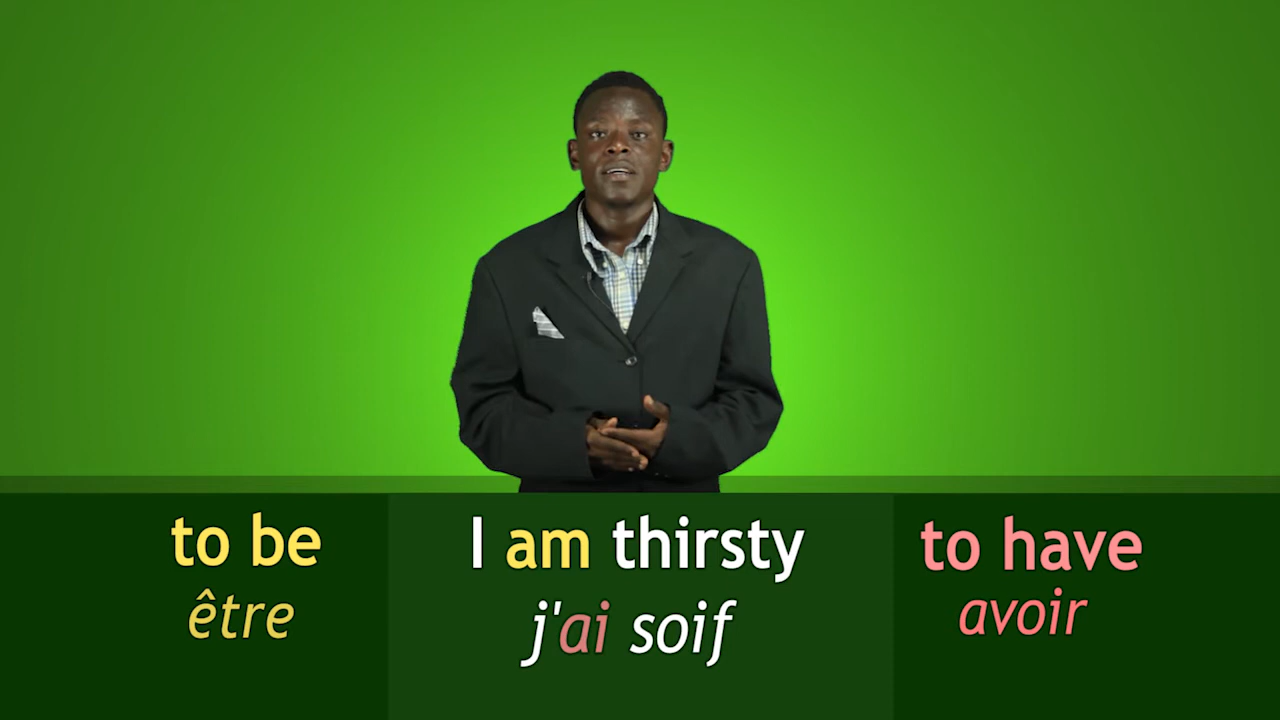 to be
être
I am thirsty
j'ai soif
to have
avoir